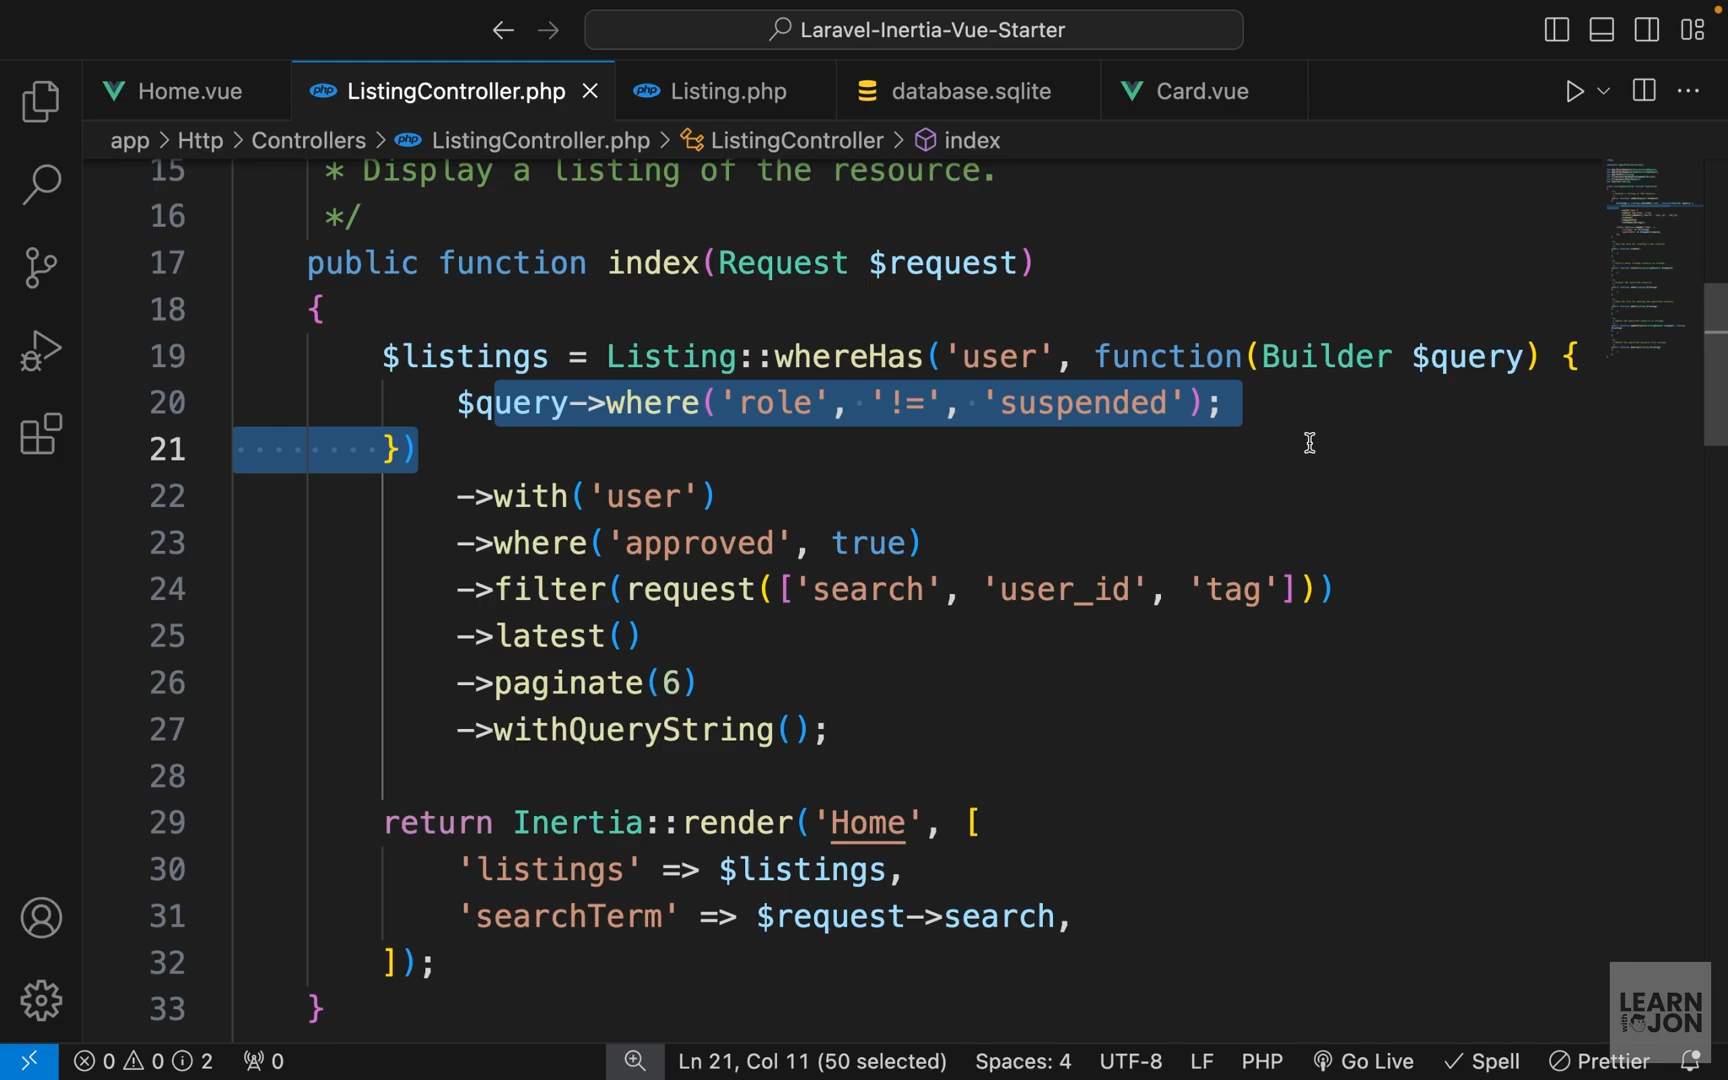 Laravel-Inertia-Vue-Starter
Home.vue
php ListingController.php
php Listing.php
database.sqlite
Card.vue
app > Http > Controllers > php ListingController.php > ListingController > index
15 * Display a listing of the resource.
16 */
17 public function index(Request $request)
18 {
19 $listings = Listing::whereHas('user', function(Builder $query) {
20 $query->where('role', '!=', 'suspended');
21 })
22 ->with('user')
23 ->where('approved', true)
24 ->filter(request(['search', 'user_id', 'tag']))
25 ->latest()
26 ->paginate(6)
27 ->withQueryString();
28
29 return Inertia::render('Home', [
30 'listings' => $listings,
31 'searchTerm' => $request->search,
32 ]);
33 }
LEARN
with JON
0 0 2 0 Ln 21, Col 11 (50 selected) Spaces: 4 UTF-8 LF PHP Go Live Spell Prettier